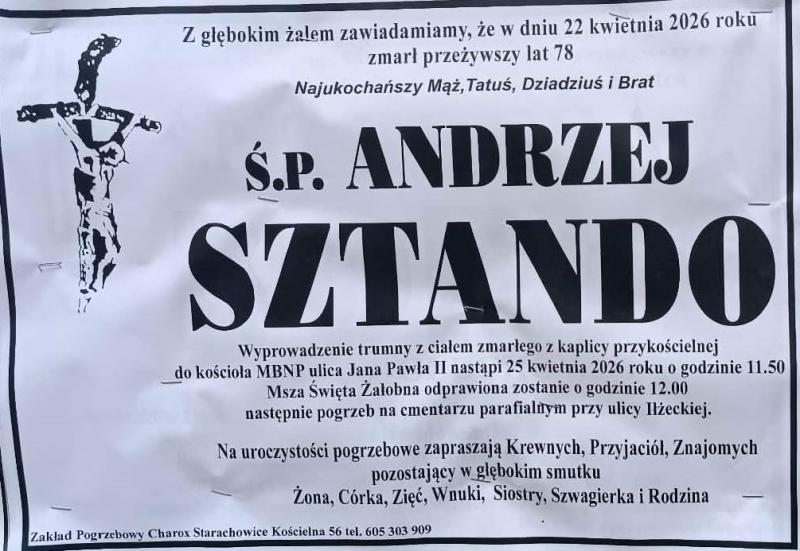 Z głębokim żalem zawiadamiamy, że w dniu 22 kwietnia 2026 roku
zmarł przeżywszy lat 78
Najukochańszy Mąż,Tatuś, Dziadziuś i Brat
Ś.P. ANDRZEJ
SZTANDO
Wyprowadzenie trumny z ciałem zmarłego z kaplicy przykościelnej
do kościoła MBNP ulica Jana Pawła II nastąpi 25 kwietnia 2026 roku o godzinie 11.50
Msza Święta Żałobna odprawiona zostanie o godzinie 12.00
następnie pogrzeb na cmentarzu parafialnym przy ulicy Iłżeckiej.
Na uroczystości pogrzebowe zapraszają Krewnych, Przyjaciół, Znajomych
pozostający w głębokim smutku
Żona, Córka, Zięć, Wnuki, Siostry, Szwagierka i Rodzina
Zakład Pogrzebowy Charox Starachowice Kościelna 56 tel. 605 303 909